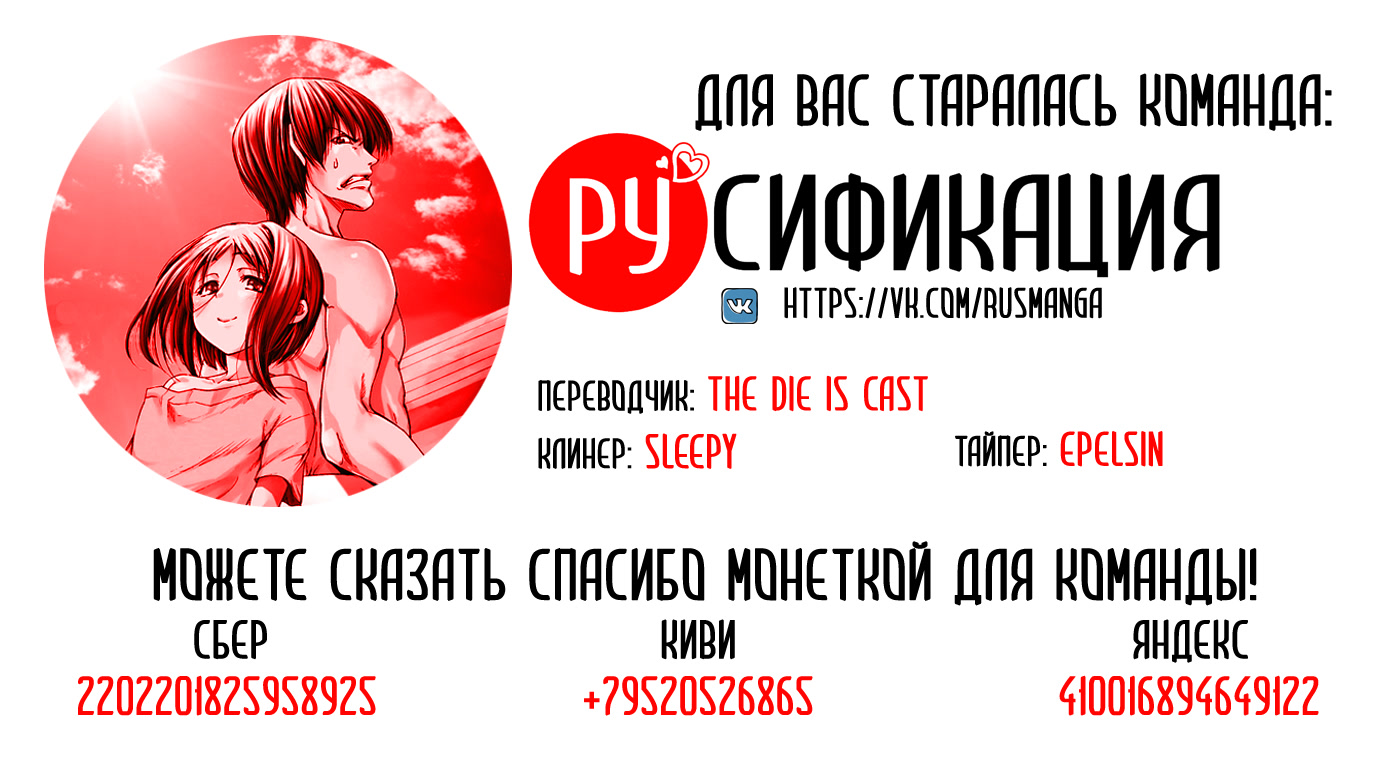 ДЛЯ ВАС СТАРАЛАСЬ КОМАНДА:
РУСИФИКАЦИЯ
HTTPS://VK.COM/RUSMANGA
ПЕРЕВОДЧИК: THE DIE IS CAST
КЛИНЕР: SLEEPY ТАЙПЕР: EPELSIN
МОЖЕТЕ СКАЗАТЬ СПАСИБО МОНЕТКОЙ ДЛЯ КОМАНДЫ!
СБЕР КИВИ ЯНДЕКС
2202201825958925 +79520526865 410016894649122